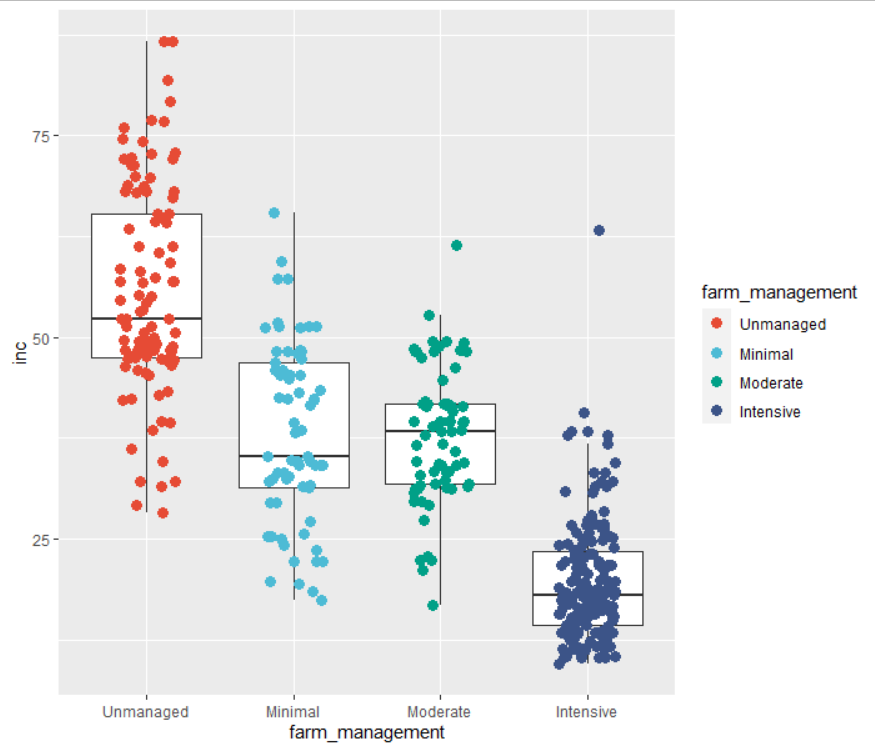 75
50
25
inc
Unmanaged Minimal Moderate Intensive
farm_management
farm_management
Unmanaged
Minimal
Moderate
Intensive